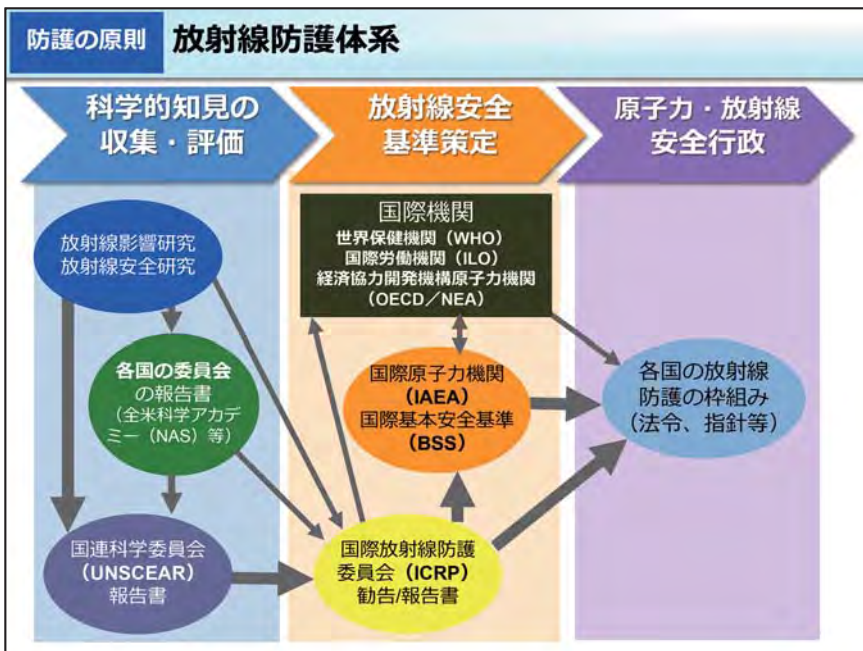 防護の原則
放射線防護体系
科学的知見の
収集・評価
放射線安全
基準策定
原子力・放射線
安全行政
放射線影響研究
放射線安全研究
各国の委員会
の報告書
（全米科学アカデ
ミー（NAS）等）
国連科学委員会
（UNSCEAR）
報告書
国際機関
世界保健機関（WHO）
国際労働機関（ILO）
経済協力開発機構原子力機関
（OECD／NEA）
国際原子力機関
（IAEA）
国際基本安全基準
（BSS）
国際放射線防護
委員会（ICRP）
勧告/報告書
各国の放射線
防護の枠組み
（法令、指針等）